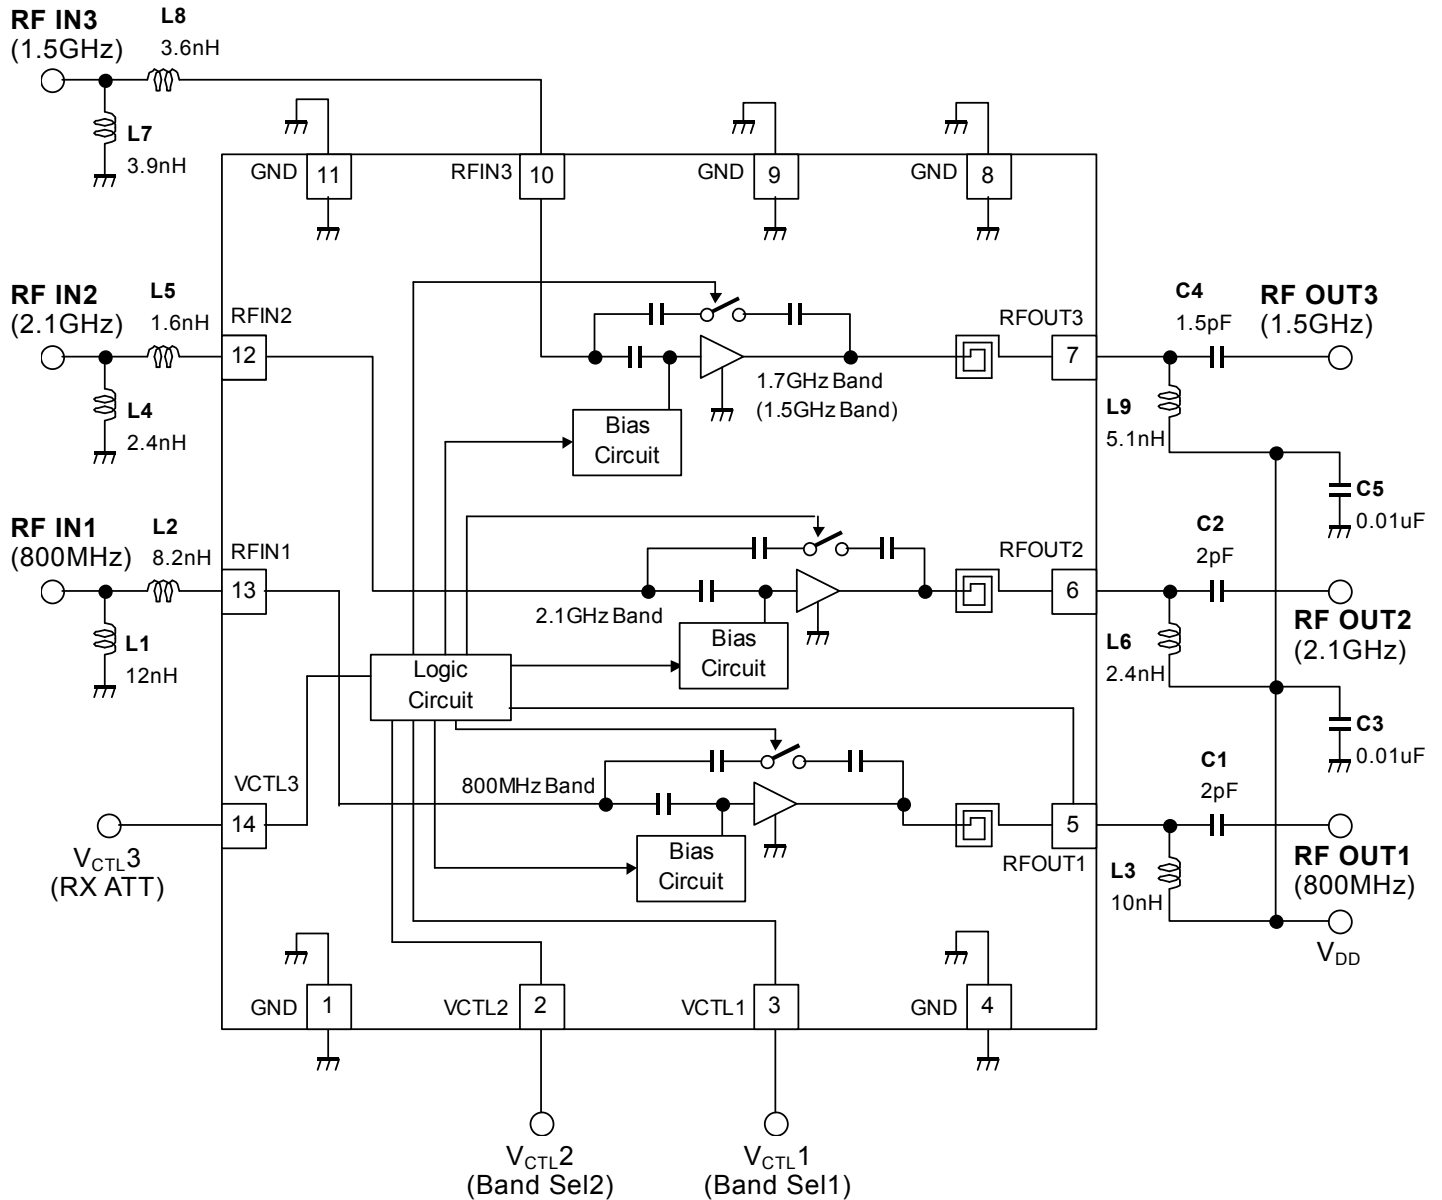 RF IN3
(1.5GHz)
L8
3.6nH
L7
3.9nH
GND
11
RFIN3
10
GND
9
GND
8
RF IN2
(2.1GHz)
L5
1.6nH
RFIN2
12
L4
2.4nH
1.7GHz Band
(1.5GHz Band)
Bias
Circuit
RFOUT3
7
C4
1.5pF
RF OUT3
(1.5GHz)
L9
5.1nH
C5
0.01uF
RF IN1
(800MHz)
L2
8.2nH
RFIN1
13
L1
12nH
2.1GHz Band
Bias
Circuit
RFOUT2
6
C2
2pF
RF OUT2
(2.1GHz)
L6
2.4nH
C3
0.01uF
Logic
Circuit
VCTL3
14
VCTL3
(RX ATT)
800MHz Band
Bias
Circuit
5
RFOUT1
C1
2pF
RF OUT1
(800MHz)
L3
10nH
VDD
GND
1
VCTL2
2
VCTL1
3
GND
4
VCTL2
(Band Sel2)
VCTL1
(Band Sel1)